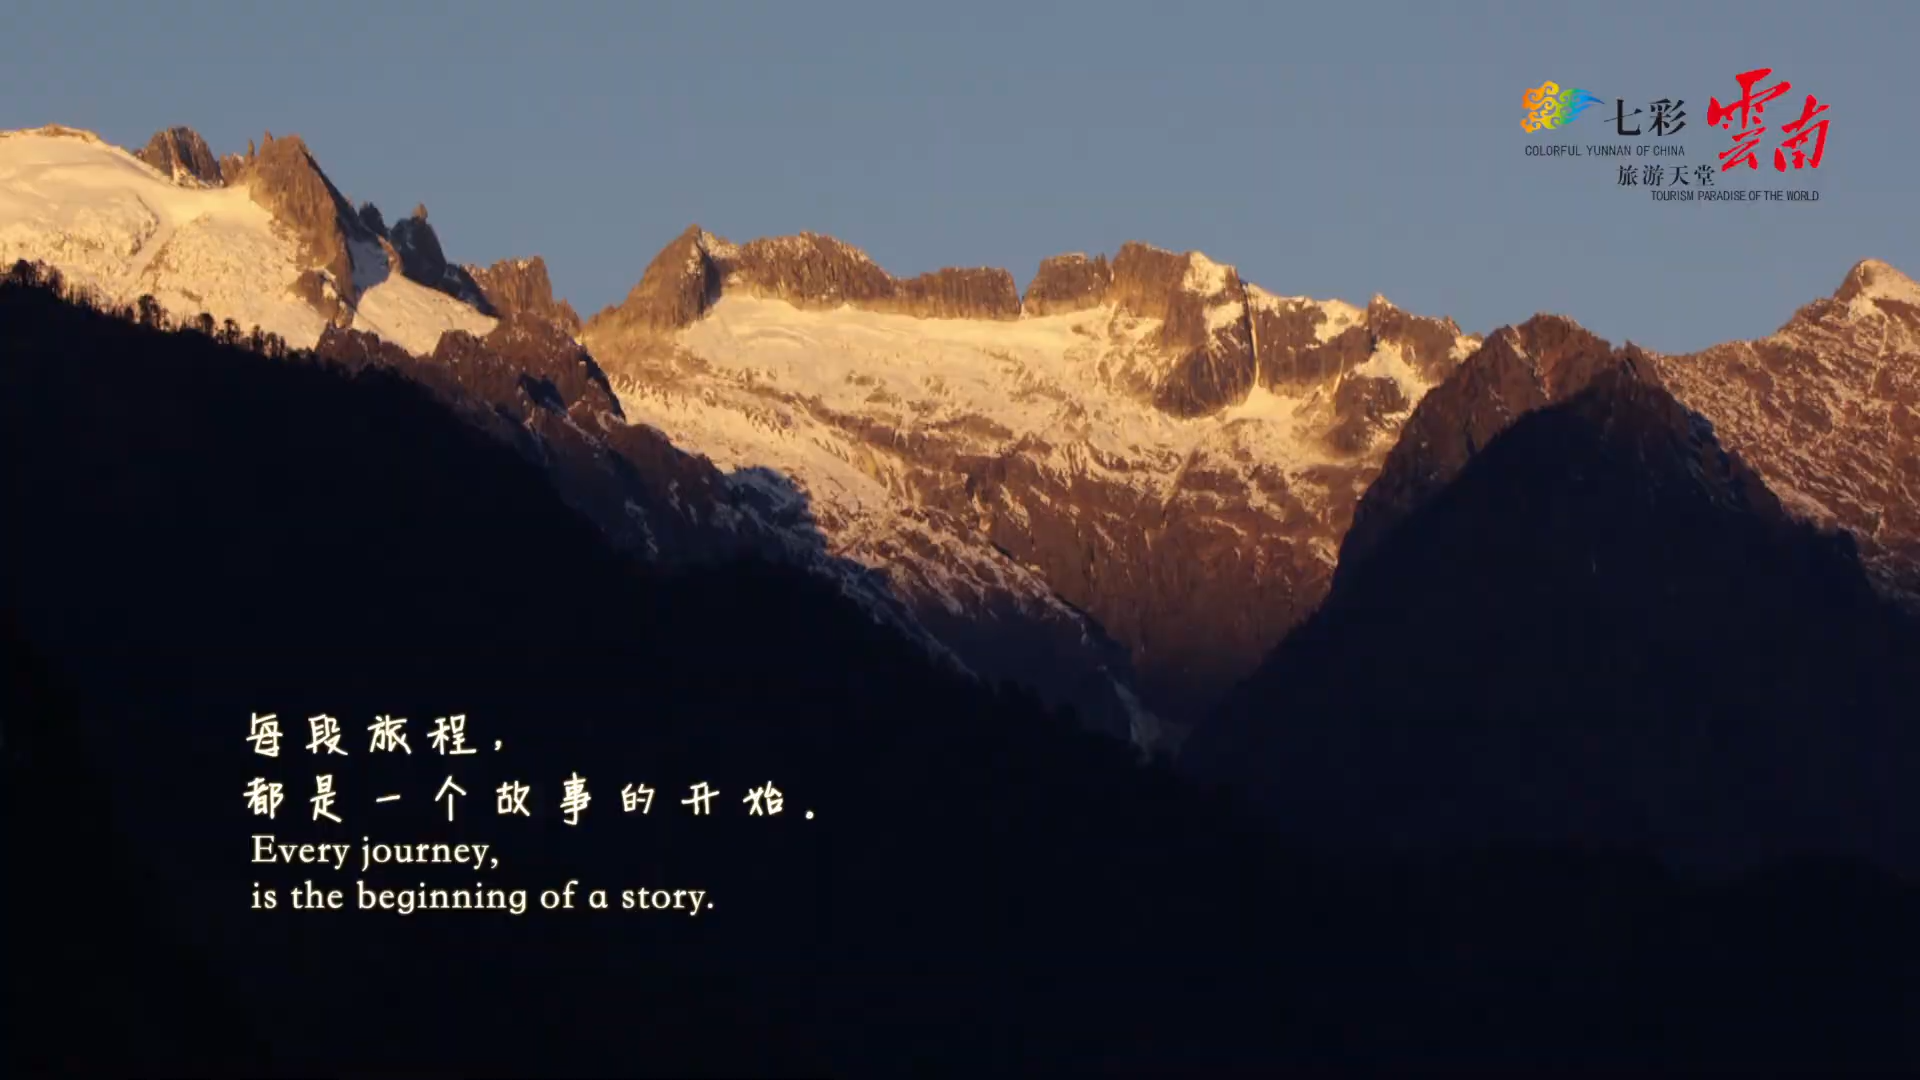 七彩 雲南
COLORFUL YUNNAN OF CHINA
旅游天堂
TOURISM PARADISE OF THE WORLD
每段旅程，
都是一个故事的开始.
Every journey,
is the beginning of a story.